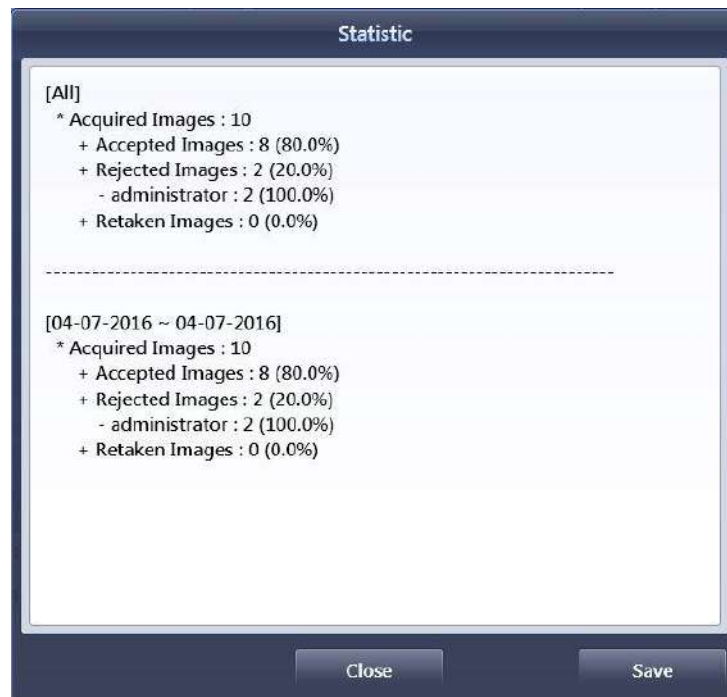 Statistic
[All]
* Acquired Images : 10
+ Accepted Images : 8 (80.0%)
+ Rejected Images : 2 (20.0%)
- administrator : 2 (100.0%)
+ Retaken Images : 0 (0.0%)
------------------------------------------------------------------------
[04-07-2016 ~ 04-07-2016]
* Acquired Images : 10
+ Accepted Images : 8 (80.0%)
+ Rejected Images : 2 (20.0%)
- administrator : 2 (100.0%)
+ Retaken Images : 0 (0.0%)
Close
Save